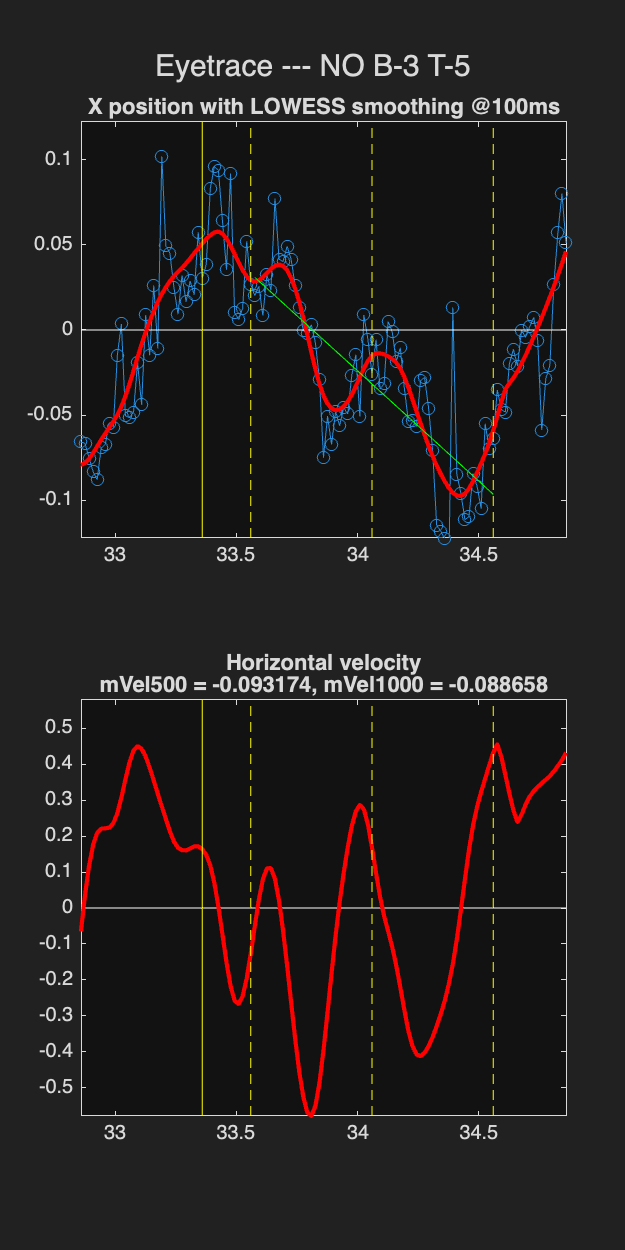 Eyetrace --- NO B-3 T-5
X position with LOWESS smoothing @100ms
0.1
0.05
0
-0.05
-0.1
33 33.5 34 34.5
Horizontal velocity
mVel500 = -0.093174, mVel1000 = -0.088658
0.5
0.4
0.3
0.2
0.1
0
-0.1
-0.2
-0.3
-0.4
-0.5
33 33.5 34 34.5